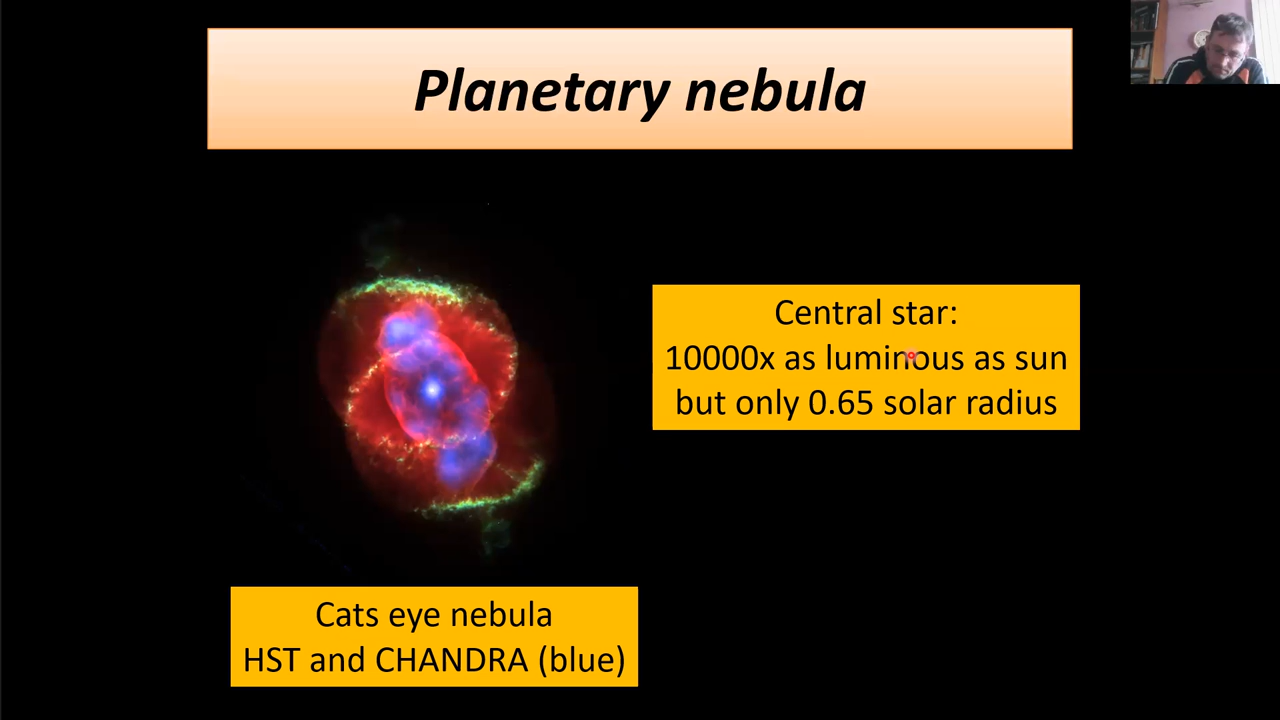 Planetary nebula
Central star:
10000x as luminous as sun
but only 0.65 solar radius
Cats eye nebula
HST and CHANDRA (blue)